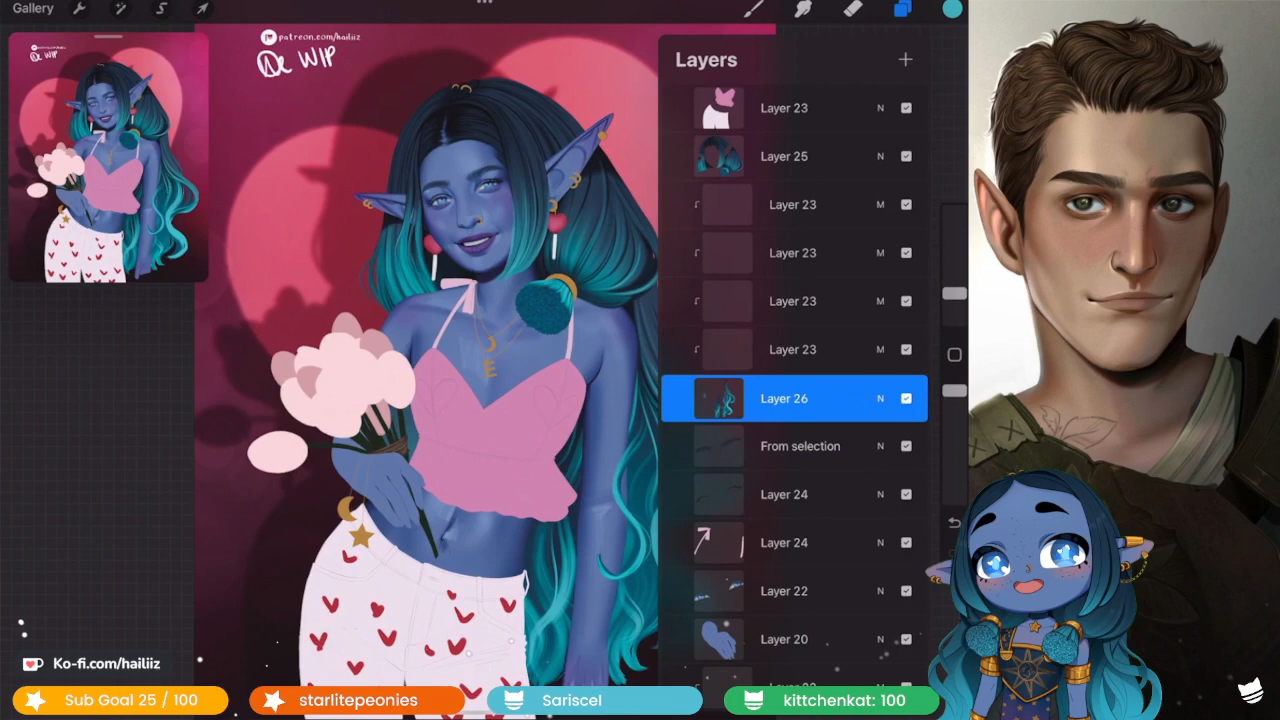 Gallery
patreon.com/hailiiz
WIP
Layers
Layer 23 N
Layer 25 N
Layer 23 M
Layer 23 M
Layer 23 M
Layer 23 M
Layer 26 N
From selection N
Layer 24 N
Layer 24 N
Layer 22 N
Layer 20 N
E
Ko-fi.com/hailiiz
Sub Goal 25 / 100
starlitepeonies
Sariscel
kittchenkat: 100